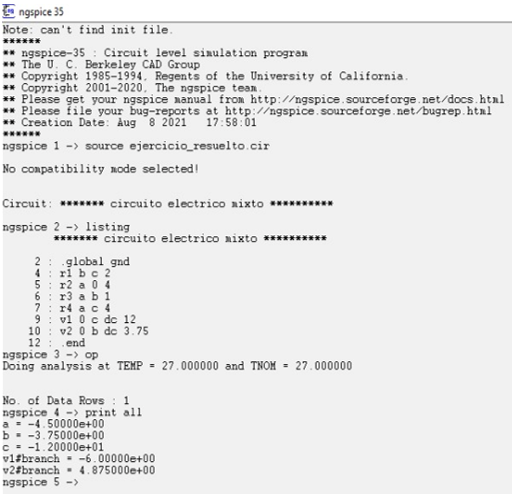 ngspice 35
Note: can't find init file.
******
** ngspice-35 : Circuit level simulation program
** The U. C. Berkeley CAD Group
** Copyright 1985-1994, Regents of the University of California.
** Copyright 2001-2020, The ngspice team.
** Please get your ngspice manual from http://ngspice.sourceforge.net/docs.html
** Please file your bug-reports at http://ngspice.sourceforge.net/bugrep.html
** Creation Date: Aug  8 2021   17:58:01
******
ngspice 1 -> source ejercicio_resuelto.cir
No compatibility mode selected!
Circuit: ******* circuito electrico mixto **********
ngspice 2 -> listing
******* circuito electrico mixto **********
2 : .global gnd
4 : r1 b c 2
5 : r2 a 0 4
6 : r3 a b 1
7 : r4 a c 4
9 : v1 0 c dc 12
10 : v2 0 b dc 3.75
12 : .end
ngspice 3 -> op
Doing analysis at TEMP = 27.000000 and TNOM = 27.000000
No. of Data Rows : 1
ngspice 4 -> print all
a = -4.50000e+00
b = -3.75000e+00
c = -1.20000e+01
v1#branch = -6.00000e+00
v2#branch = 4.875000e+00
ngspice 5 ->